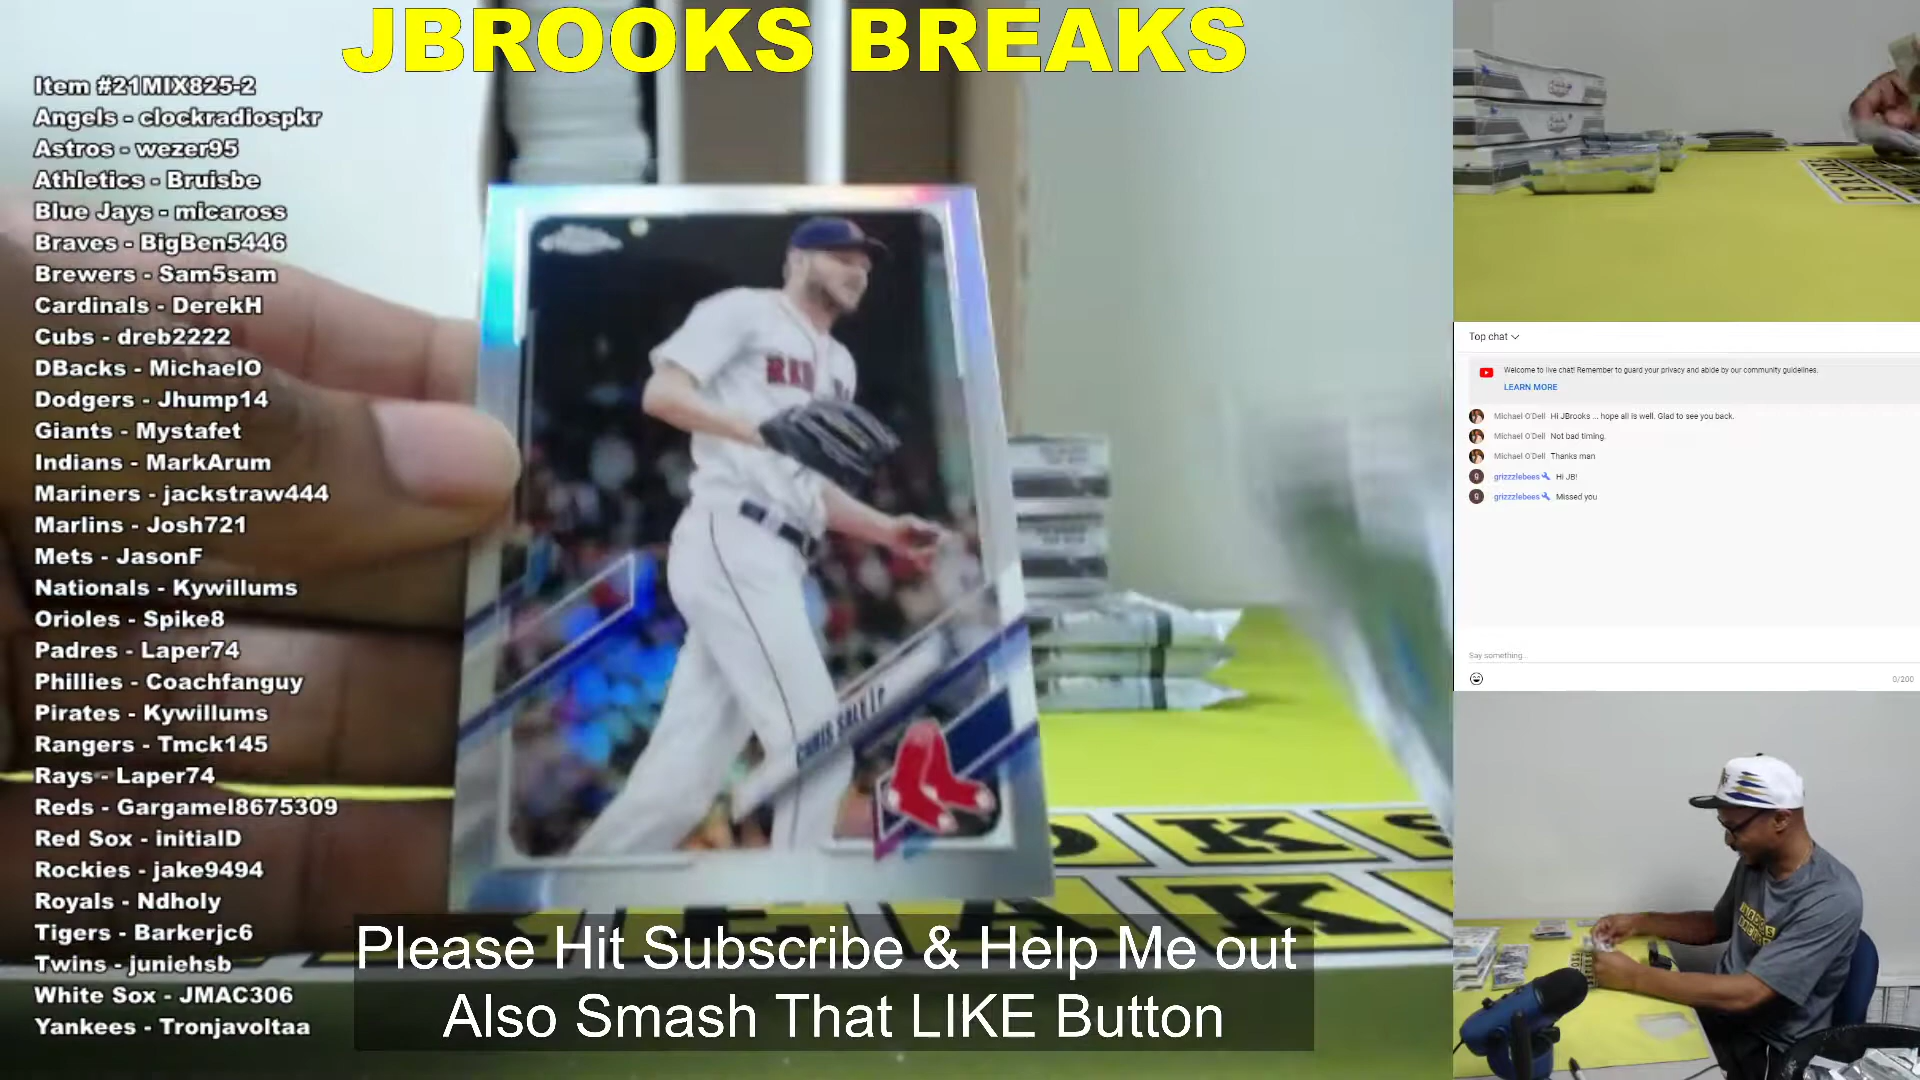 JBROOKS BREAKS
Item #21MIX825-2
Angels - clockradiospkr
Astros - wezer95
Athletics - Bruisbe
Blue Jays - micaross
Braves - BigBen5446
Brewers - Sam5sam
Cardinals - DerekH
Cubs - dreb2222
DBacks - MichaelO
Dodgers - Jhump14
Giants - Mystafet
Indians - MarkArum
Mariners - jackstraw444
Marlins - Josh721
Mets - JasonF
Nationals - Kywillums
Orioles - Spike8
Padres - Laper74
Phillies - Coachfanguy
Pirates - Kywillums
Rangers - Tmck145
Rays - Laper74
Reds - Gargamel8675309
Red Sox - initialD
Rockies - jake9494
Royals - Ndholy
Tigers - Barkerjc6
Twins - juniehsb
White Sox - JMAC306
Yankees - Tronjavoltaa
CHRIS SALE LP
Please Hit Subscribe & Help Me out
Also Smash That LIKE Button
Top chat
Welcome to live chat! Remember to guard your privacy and abide by our community guidelines.
LEARN MORE
Michael O'Dell Hi JBrooks ... hope all is well. Glad to see you back.
Michael O'Dell Not bad timing.
Michael O'Dell Thanks man
g grizzzlebees Hi JB!
g grizzzlebees Missed you
Say something...
0/200